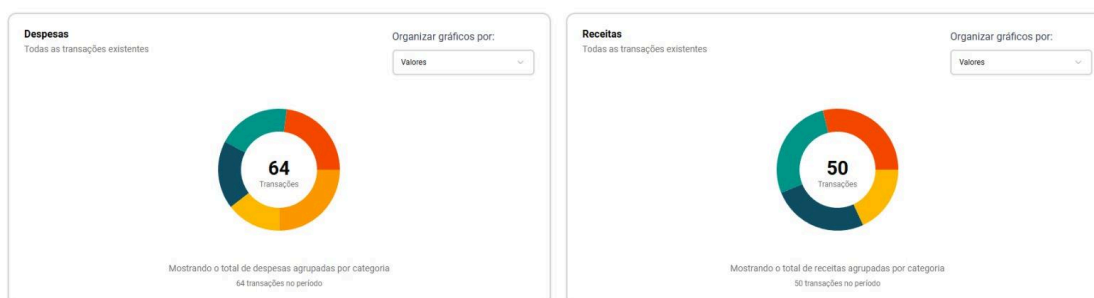 Despesas
Todas as transações existentes
Organizar gráficos por:
Valores
64
Transações
Mostrando o total de despesas agrupadas por categoria
64 transações no período
Receitas
Todas as transações existentes
Organizar gráficos por:
Valores
50
Transações
Mostrando o total de receitas agrupadas por categoria
50 transações no período